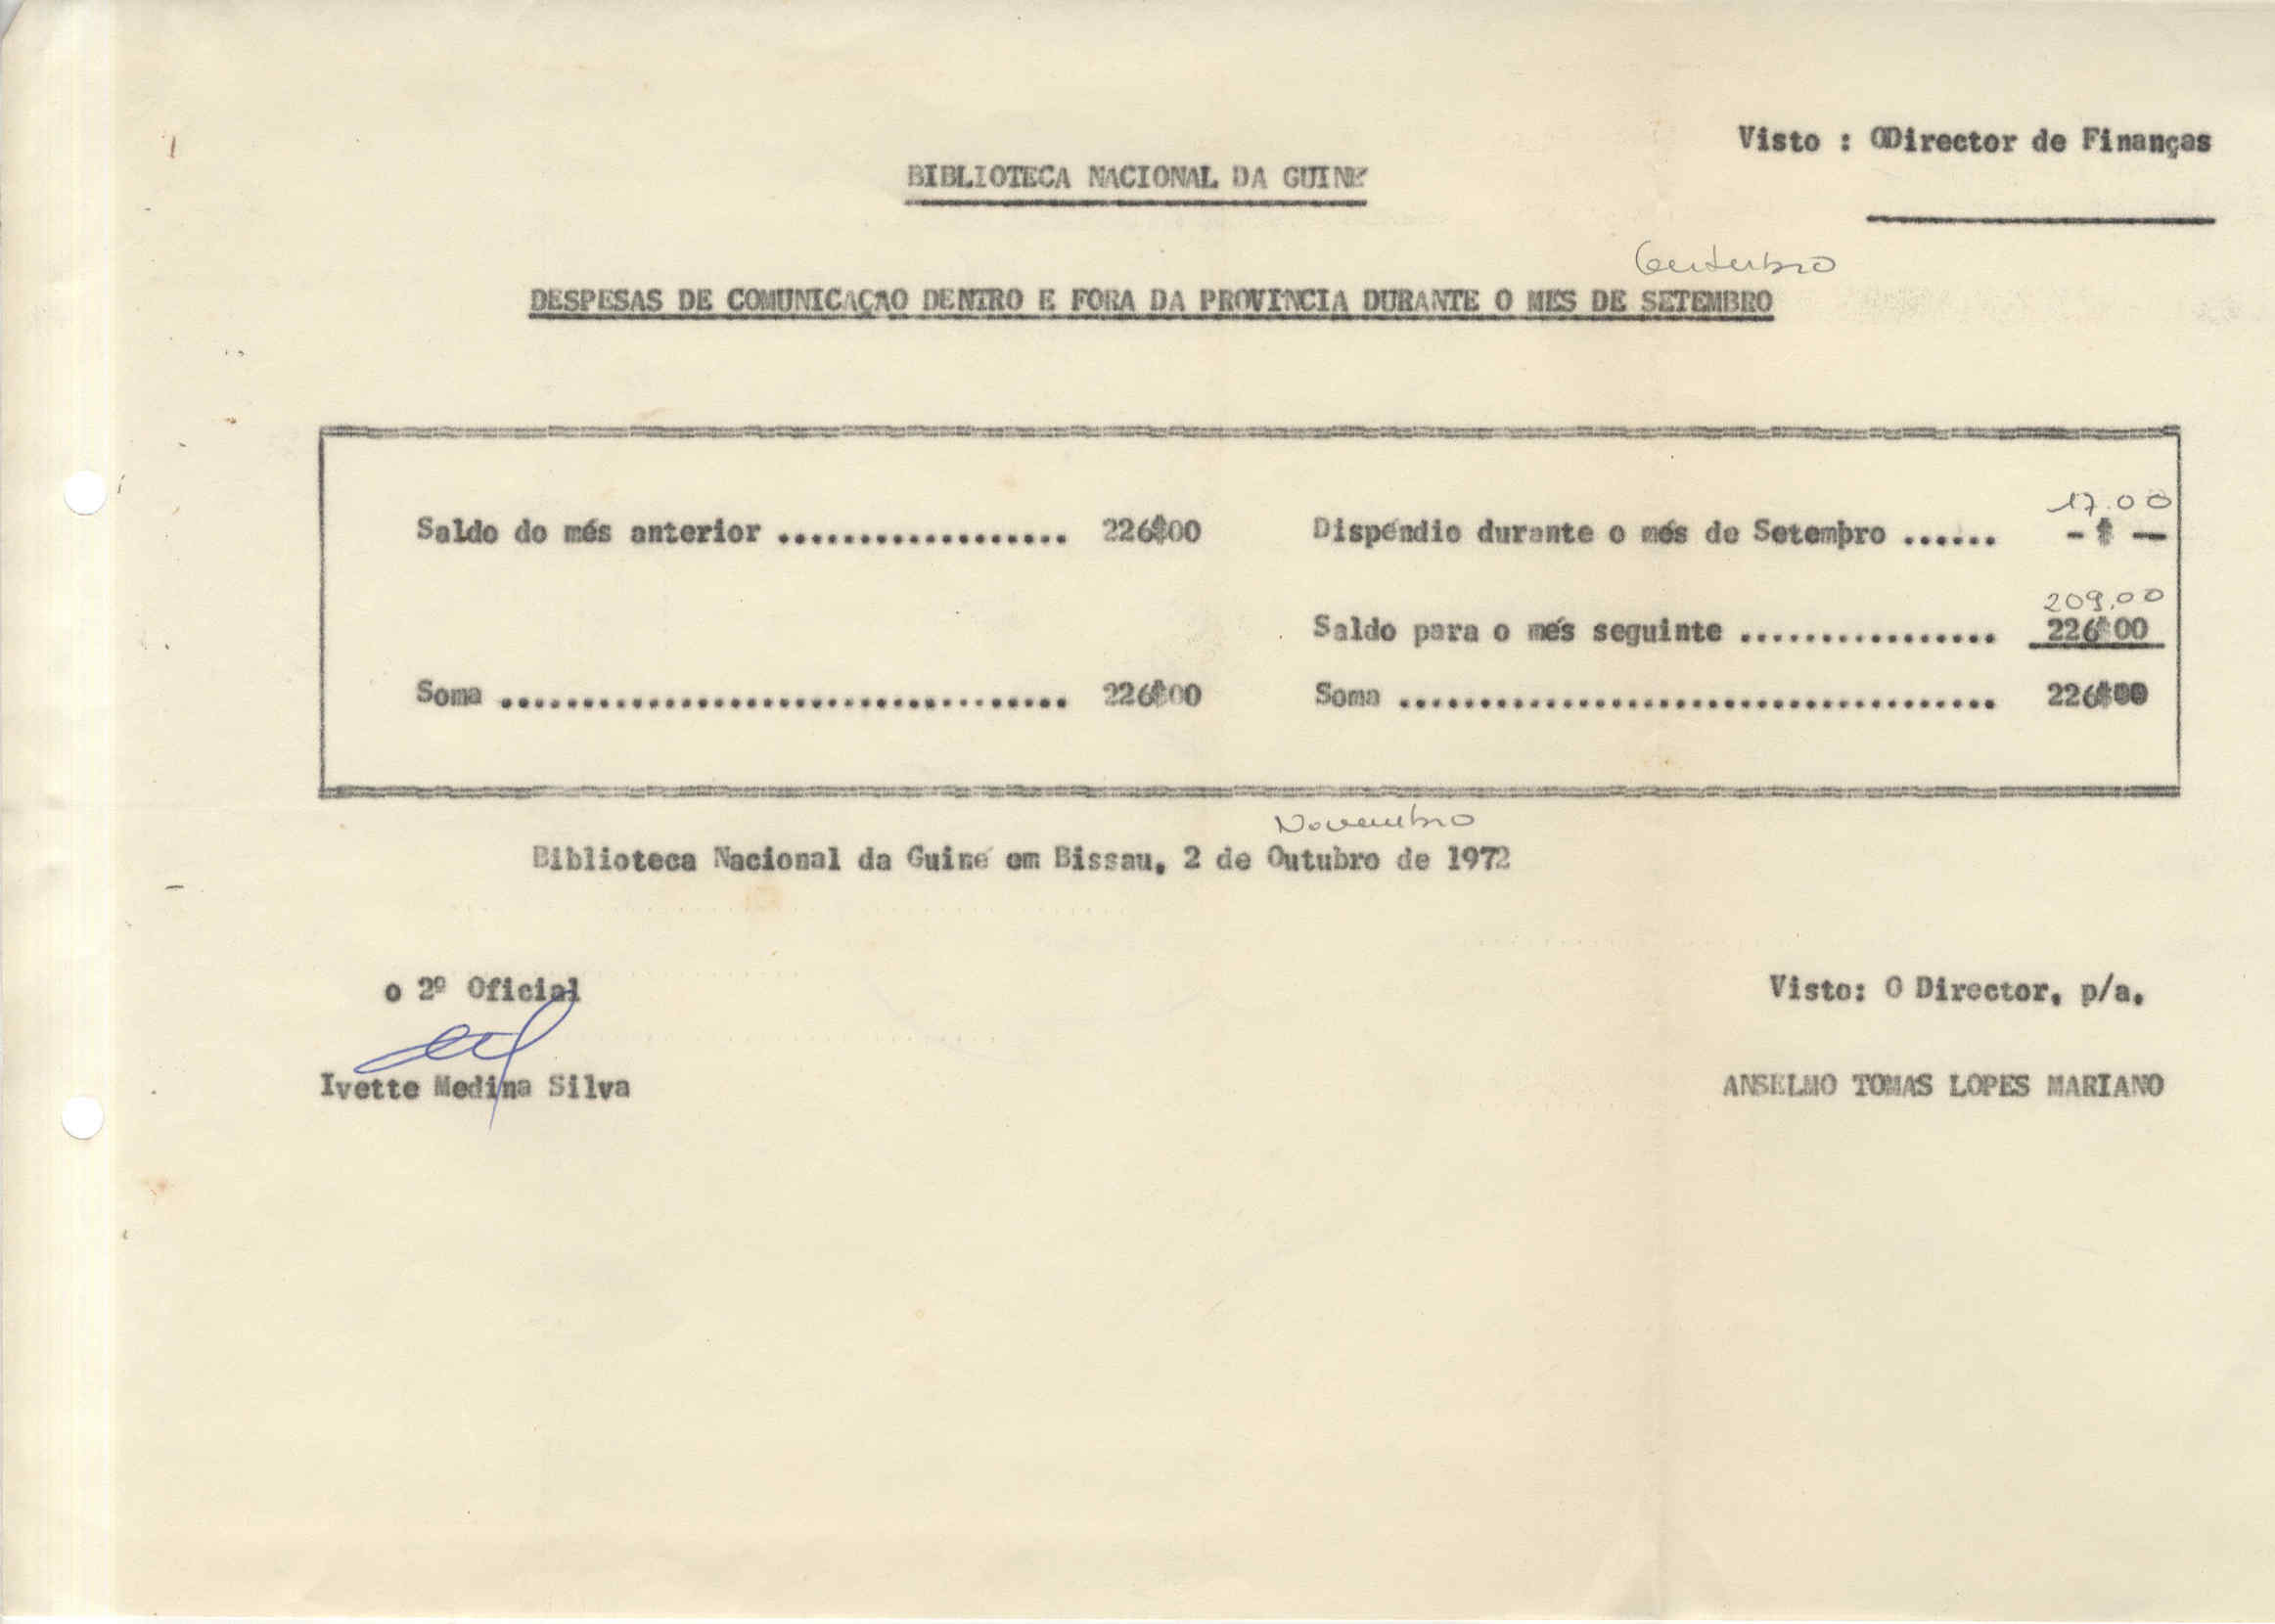 Visto : ODirector de Finanças
BIBLIOTECA NACIONAL DA GUINÉ
Outubro
DESPESAS DE COMUNICAÇAO DENTRO E FORA DA PROVINCIA DURANTE O MES DE SETEMBRO
17.00
Saldo do més anterior .................. 226$00 Dispéndio durante o més de Setembro ...... -$ —
209,00
Saldo para o més seguinte ................ 226$00
Soma ................................... 226$00 Soma ..................................... 226$00
Novembro
Biblioteca Nacional da Guiné em Bissau, 2 de Outubro de 1972
o 2º Oficial Visto: O Director, p/a.
Ivette Medina Silva ANSELMO TOMAS LOPES MARIANO